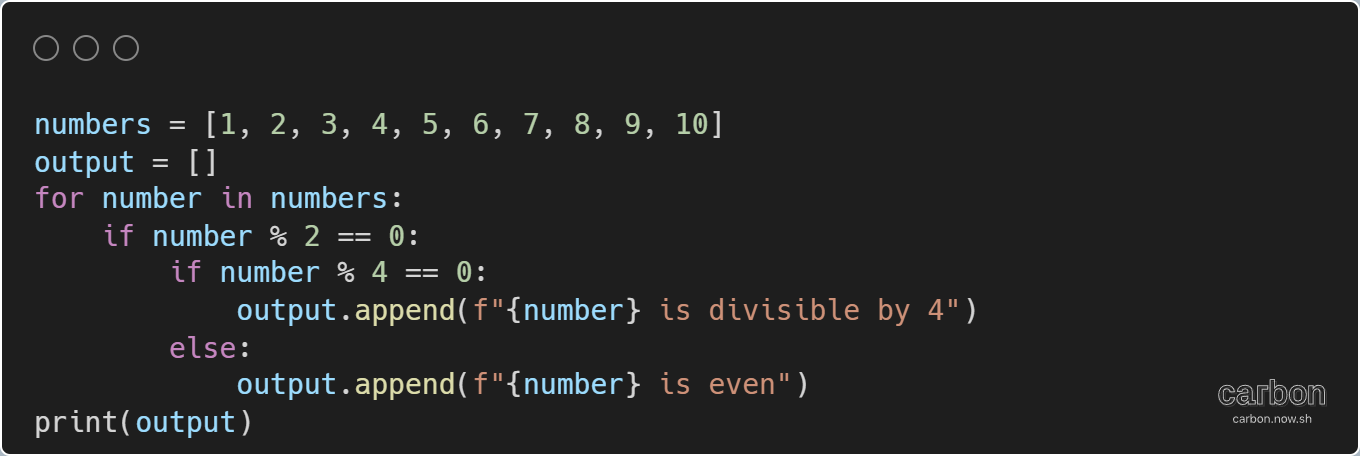 numbers = [1, 2, 3, 4, 5, 6, 7, 8, 9, 10]
output = []
for number in numbers:
    if number % 2 == 0:
        if number % 4 == 0:
            output.append(f"{number} is divisible by 4")
        else:
            output.append(f"{number} is even")
print(output)
carbon
carbon.now.sh